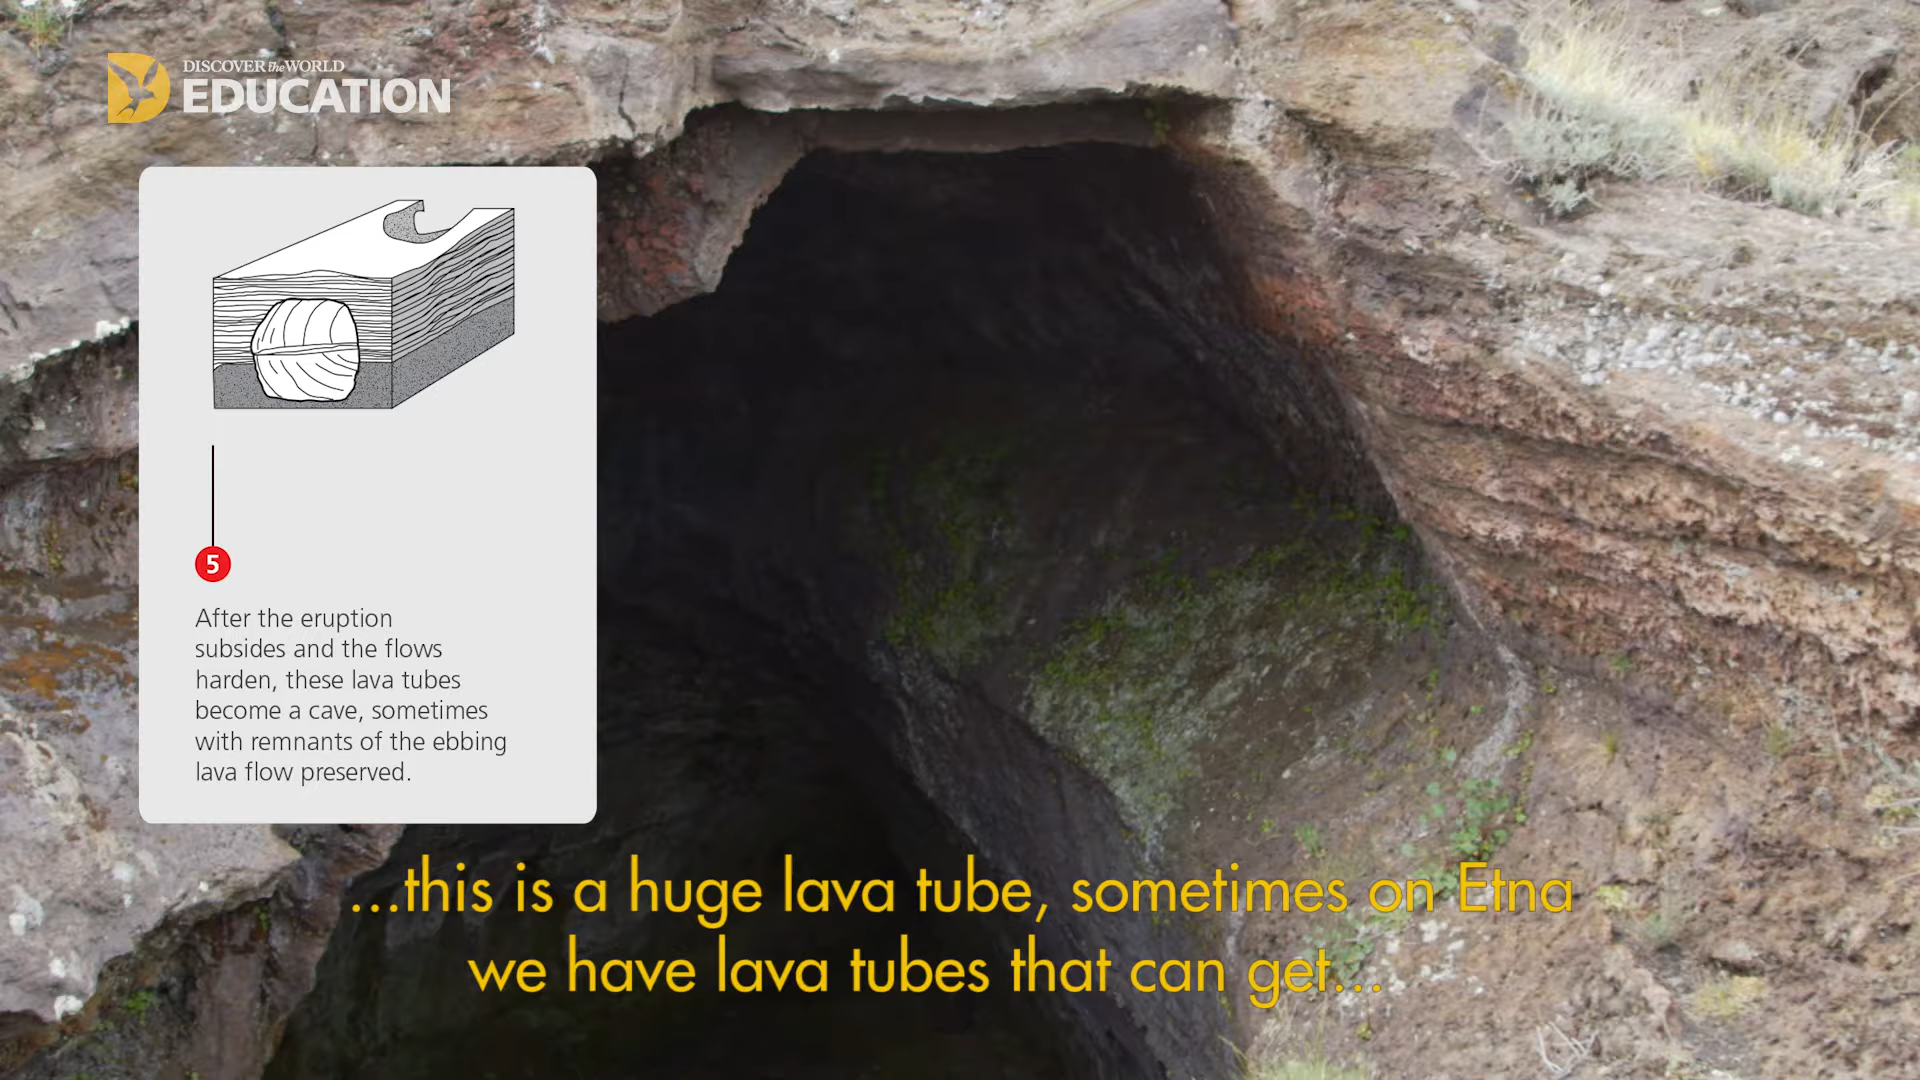 DISCOVER the WORLD
EDUCATION
5
After the eruption
subsides and the flows
harden, these lava tubes
become a cave, sometimes
with remnants of the ebbing
lava flow preserved.
...this is a huge lava tube, sometimes on Etna
we have lava tubes that can get...